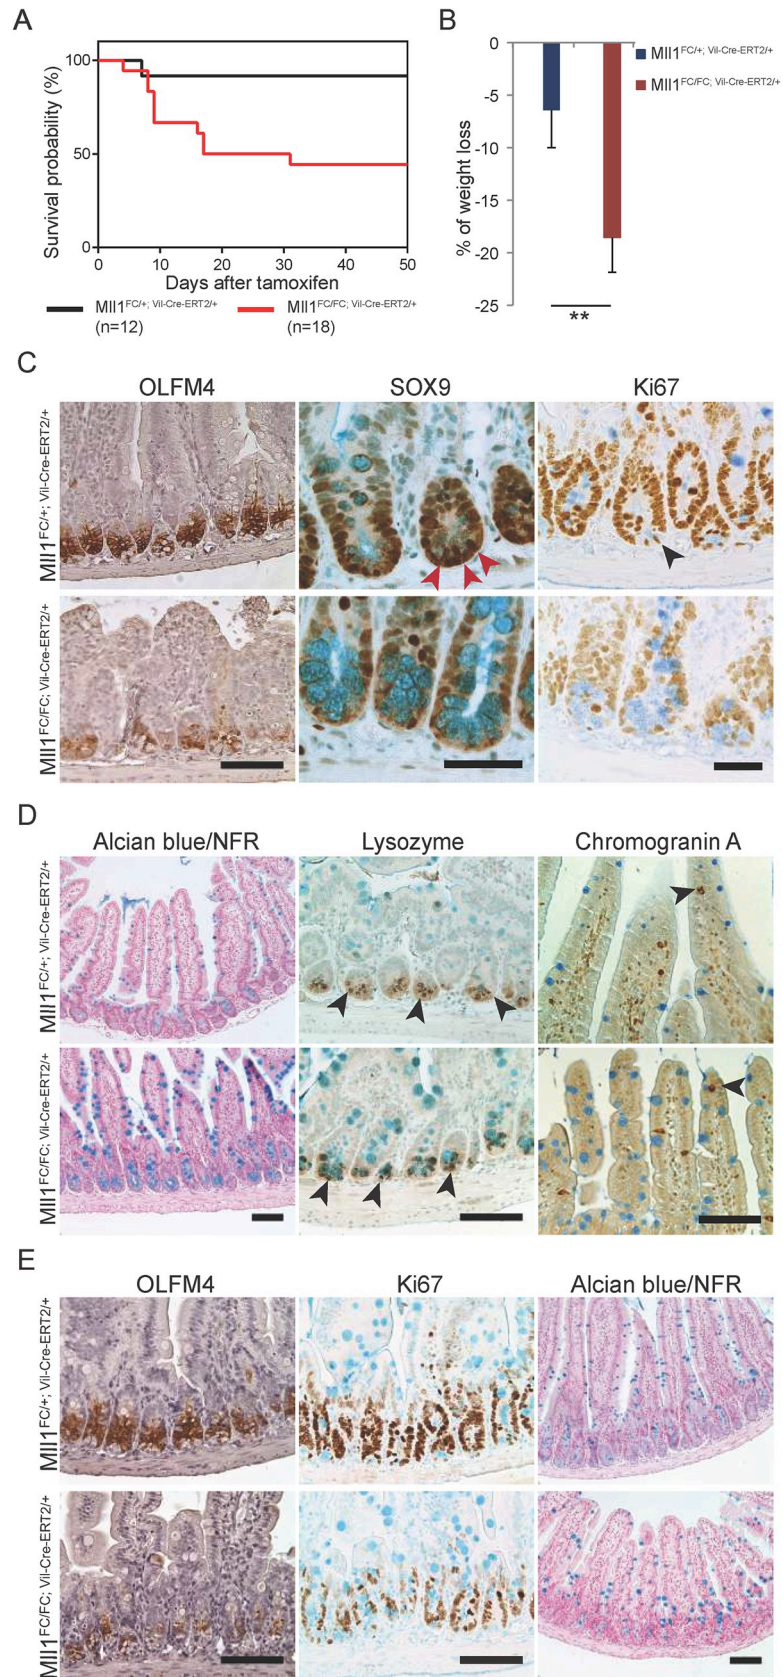 A
Survival probability (%)
100
50
0
0 10 20 30 40 50
Days after tamoxifen
Mll1FC/+; Vil-Cre-ERT2/+
(n=12)
Mll1FC/FC; Vil-Cre-ERT2/+
(n=18)
B
% of weight loss
0
-5
-10
-15
-20
-25
**
Mll1FC/+; Vil-Cre-ERT2/+
Mll1FC/FC; Vil-Cre-ERT2/+
C
OLFM4 SOX9 Ki67
Mll1FC/+; Vil-Cre-ERT2/+
Mll1FC/FC; Vil-Cre-ERT2/+
D
Alcian blue/NFR Lysozyme Chromogranin A
Mll1FC/+; Vil-Cre-ERT2/+
Mll1FC/FC; Vil-Cre-ERT2/+
E
OLFM4 Ki67 Alcian blue/NFR
Mll1FC/+; Vil-Cre-ERT2/+
Mll1FC/FC; Vil-Cre-ERT2/+